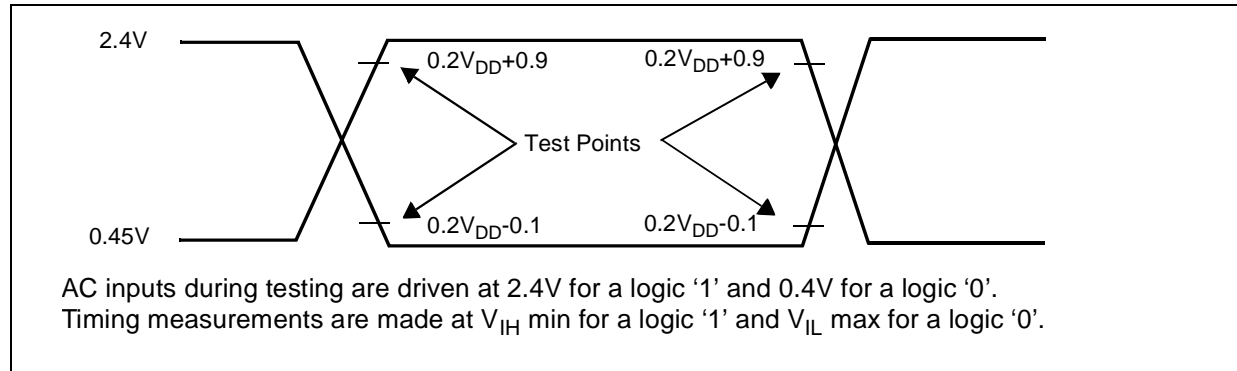 2.4V
0.2VDD+0.9 0.2VDD+0.9
Test Points
0.2VDD-0.1 0.2VDD-0.1
0.45V
AC inputs during testing are driven at 2.4V for a logic ‘1’ and 0.4V for a logic ‘0’.
Timing measurements are made at VIH min for a logic ‘1’ and VIL max for a logic ‘0’.